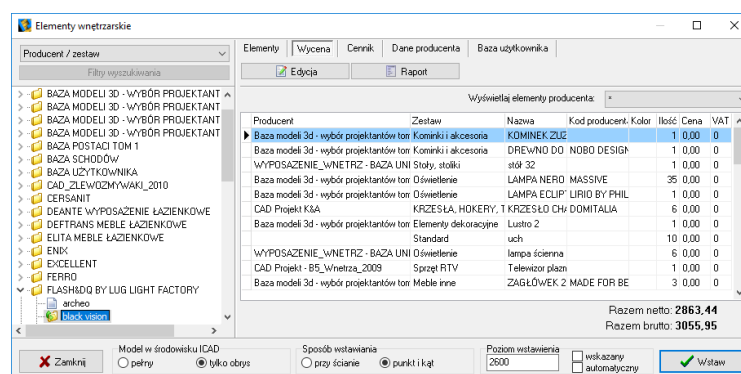 Elementy wnętrzarskie
Producent / zestaw
Filtry wyszukiwania
BAZA MODELI 3D - WYBÓR PROJEKTANT
BAZA MODELI 3D - WYBÓR PROJEKTANT
BAZA MODELI 3D - WYBÓR PROJEKTANT
BAZA MODELI 3D - WYBÓR PROJEKTANT
BAZA POSTACI TOM 1
BAZA SCHODÓW
BAZA UŻYTKOWNIKA
CAD_ZLEWOZMYWAKI_2010
CERSANIT
DEANTE WYPOSAŻENIE ŁAZIENKOWE
DEFTRANS MEBLE ŁAZIENKOWE
ELITA MEBLE ŁAZIENKOWE
ENIX
EXCELLENT
FERRO
FLASH&DQ BY LUG LIGHT FACTORY
archeo
black vision
Elementy Wycena Cennik Dane producenta Baza użytkownika
Edycja Raport
Wyświetlaj elementy producenta: *
Producent Zestaw Nazwa Kod producent. Kolor Ilość Cena VAT
Baza modeli 3d - wybór projektantów tom Kominki i akcesoria KOMINEK ZUZ 1 0,00 0
Baza modeli 3d - wybór projektantów tom Kominki i akcesoria DREWNO DO NOBO DESIGN 1 0,00 0
WYPOSAZENIE_WNETRZ - BAZA UNI Stoły, stoliki stół 32 1 0,00 0
Baza modeli 3d - wybór projektantów tom Oświetlenie LAMPA NERO MASSIVE 35 0,00 0
Baza modeli 3d - wybór projektantów tom Oświetlenie LAMPA ECLIP LIRIO BY PHIL 1 0,00 0
CAD Projekt K&A KRZESŁA, HOKERY, T KRZESŁO CH DOMITALIA 6 0,00 0
Baza modeli 3d - wybór projektantów tom Elementy dekoracyjne Lustro 2 1 0,00 0
Standard uch 10 0,00 0
WYPOSAZENIE_WNETRZ - BAZA UNI Oświetlenie lampa ścienna 6 0,00 0
CAD Projekt - B5_Wnetrza_2009 Sprzęt RTV Telewizor plazm 1 0,00 0
Baza modeli 3d - wybór projektantów tom Meble inne ZAGŁÓWEK 2 MADE FOR BE 3 0,00 0
Razem netto: 2863,44
Razem brutto: 3055,95
Zamknij
Model w środowisku ICAD
pełny tylko obrys
Sposób wstawiania
przy ścianie punkt i kąt
Poziom wstawienia
2600
wskazany
automatyczny
Wstaw